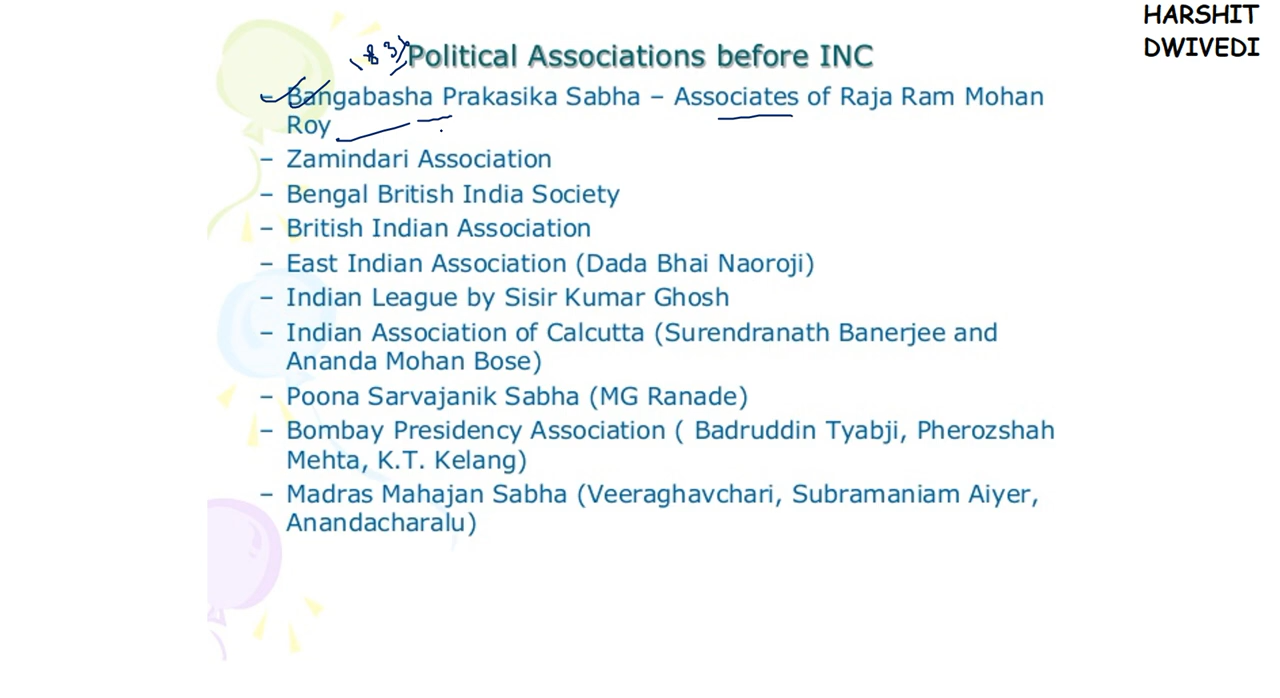 HARSHIT
DWIVEDI
Political Associations before INC
– Bangabasha Prakasika Sabha – Associates of Raja Ram Mohan
Roy
– Zamindari Association
– Bengal British India Society
– British Indian Association
– East Indian Association (Dada Bhai Naoroji)
– Indian League by Sisir Kumar Ghosh
– Indian Association of Calcutta (Surendranath Banerjee and
Ananda Mohan Bose)
– Poona Sarvajanik Sabha (MG Ranade)
– Bombay Presidency Association ( Badruddin Tyabji, Pherozshah
Mehta, K.T. Kelang)
– Madras Mahajan Sabha (Veeraghavchari, Subramaniam Aiyer,
Anandacharalu)